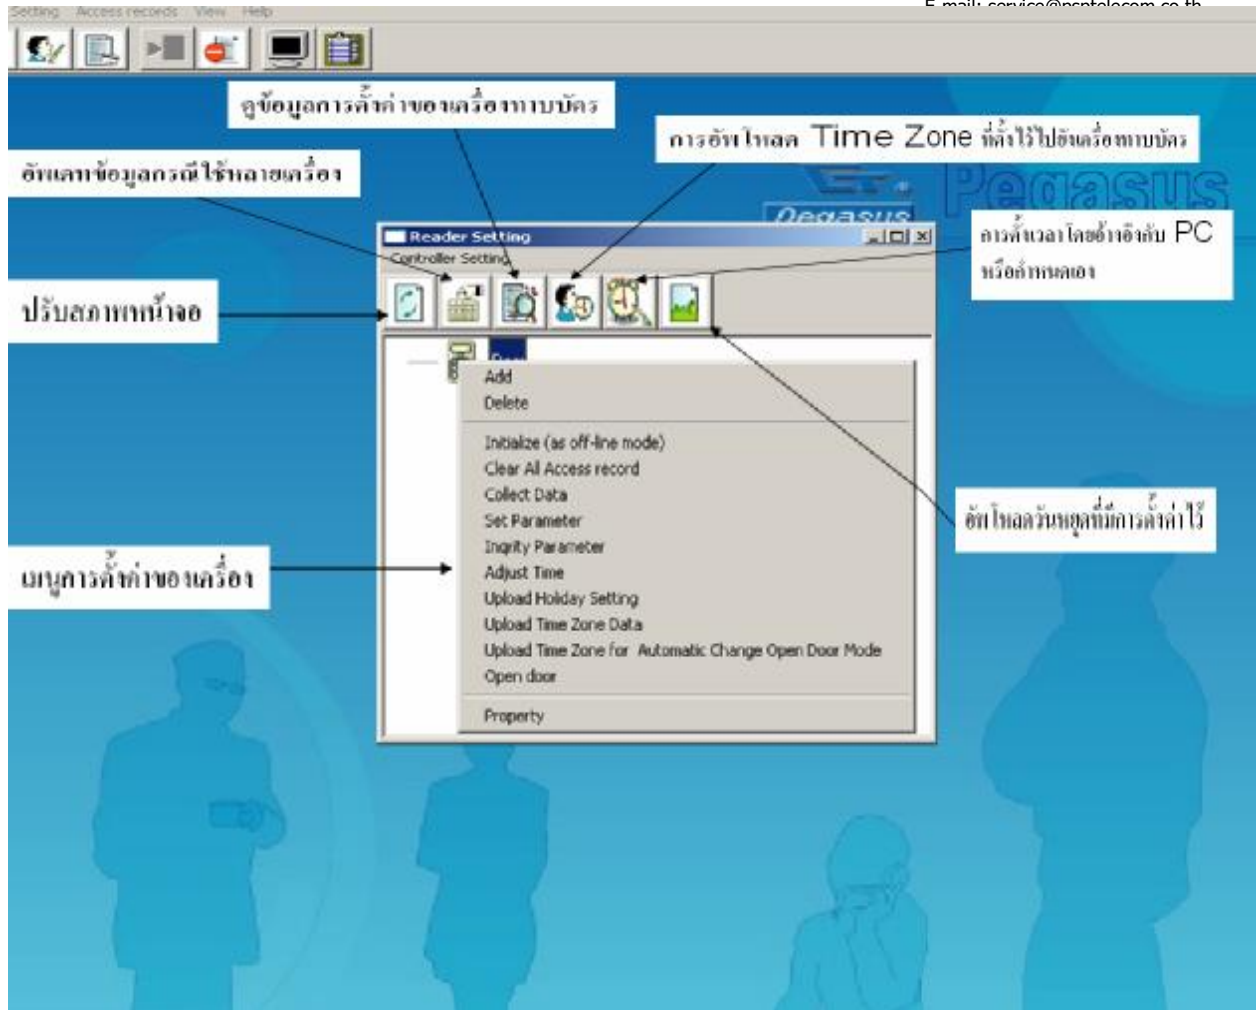 E-mail: service@psptelecom.co.th
Setting Access records View Help
ดูข้อมูลการตั้งค่าของเครื่องทาบบัตร
การอัพโหลด Time Zone ที่ตั้งไว้ไปยังเครื่องทาบบัตร
อัพเดทข้อมูลกรณีใช้หลายเครื่อง
Pegasus
Pegasus
การตั้งเวลาโดยอ้างอิงกับ PC
หรือกำหนดเอง
Reader Setting
Controller Setting
ปรับสภาพหน้าจอ
Add
Delete
Initialize (as off-line mode)
Clear All Access record
Collect Data
Set Parameter
Ingrity Parameter
Adjust Time
Upload Holiday Setting
Upload Time Zone Data
Upload Time Zone for Automatic Change Open Door Mode
Open door
Property
อัพโหลดวันหยุดที่มีการตั้งค่าไว้
เมนูการตั้งค่าของเครื่อง